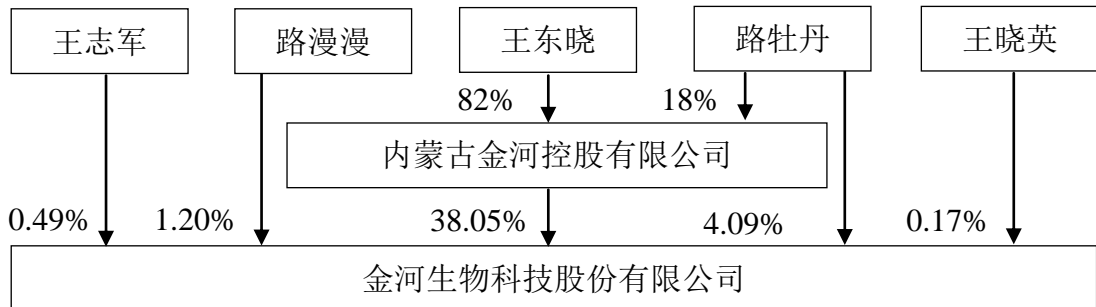 王志军
路漫漫
王东晓
路牡丹
王晓英
82%
18%
内蒙古金河控股有限公司
0.49%
1.20%
38.05%
4.09%
0.17%
金河生物科技股份有限公司